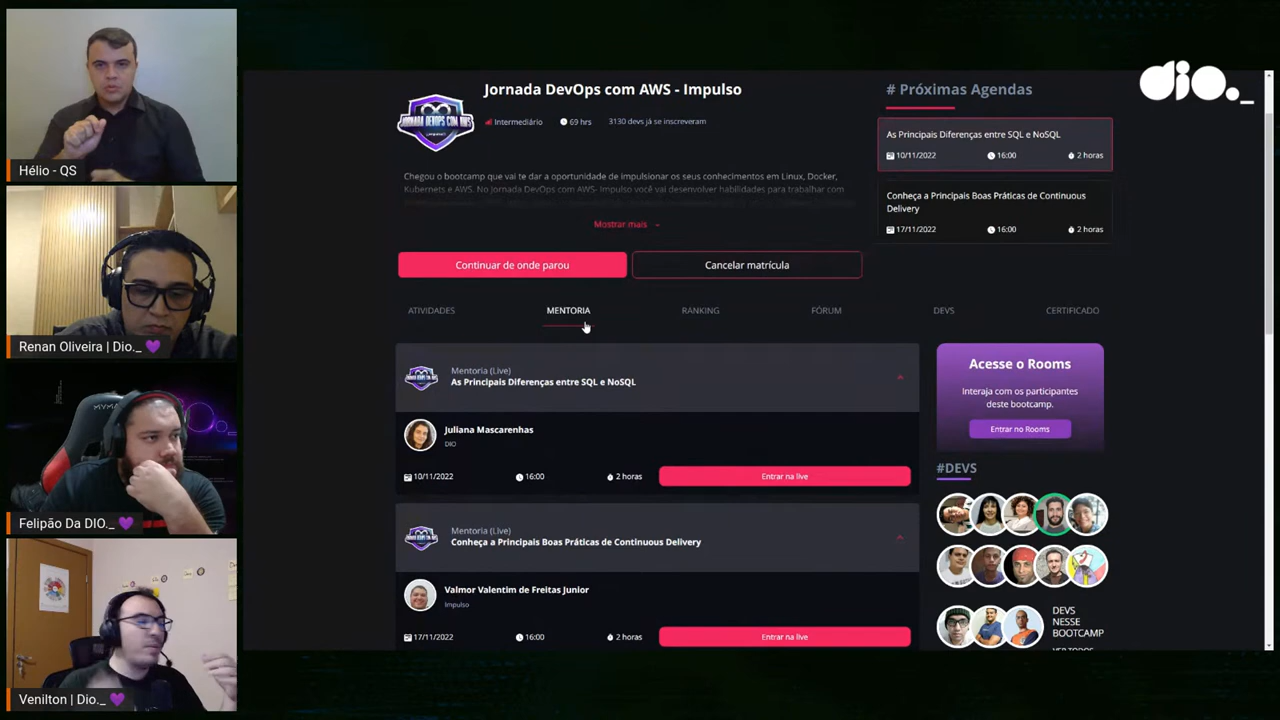 Hélio - QS
Renan Oliveira | Dio._
Felipão Da DIO._
Venilton | Dio._
dio._
Jornada DevOps com AWS - Impulso
Intermediário
69 hrs
3130 devs já se inscreveram
Chegou o bootcamp que vai te dar a oportunidade de impulsionar os seus conhecimentos em Linux, Docker,
Kubernets e AWS. No Jornada DevOps com AWS- Impulso você vai desenvolver habilidades para trabalhar com
Mostrar mais
Continuar de onde parou
Cancelar matrícula
# Próximas Agendas
As Principais Diferenças entre SQL e NoSQL
10/11/2022 16:00 2 horas
Conheça a Principais Boas Práticas de Continuous
Delivery
17/11/2022 16:00 2 horas
ATIVIDADES MENTORIA RANKING FÓRUM DEVS CERTIFICADO
JORNADA DEVOPS COM AWS
Mentoria (Live)
As Principais Diferenças entre SQL e NoSQL
Juliana Mascarenhas
DIO
10/11/2022 16:00 2 horas
Entrar na live
Mentoria (Live)
Conheça a Principais Boas Práticas de Continuous Delivery
Valmor Valentim de Freitas Junior
Impulso
17/11/2022 16:00 2 horas
Entrar na live
Acesse o Rooms
Interaja com os participantes
deste bootcamp.
Entrar no Rooms
#DEVS
DEVS
NESSE
BOOTCAMP